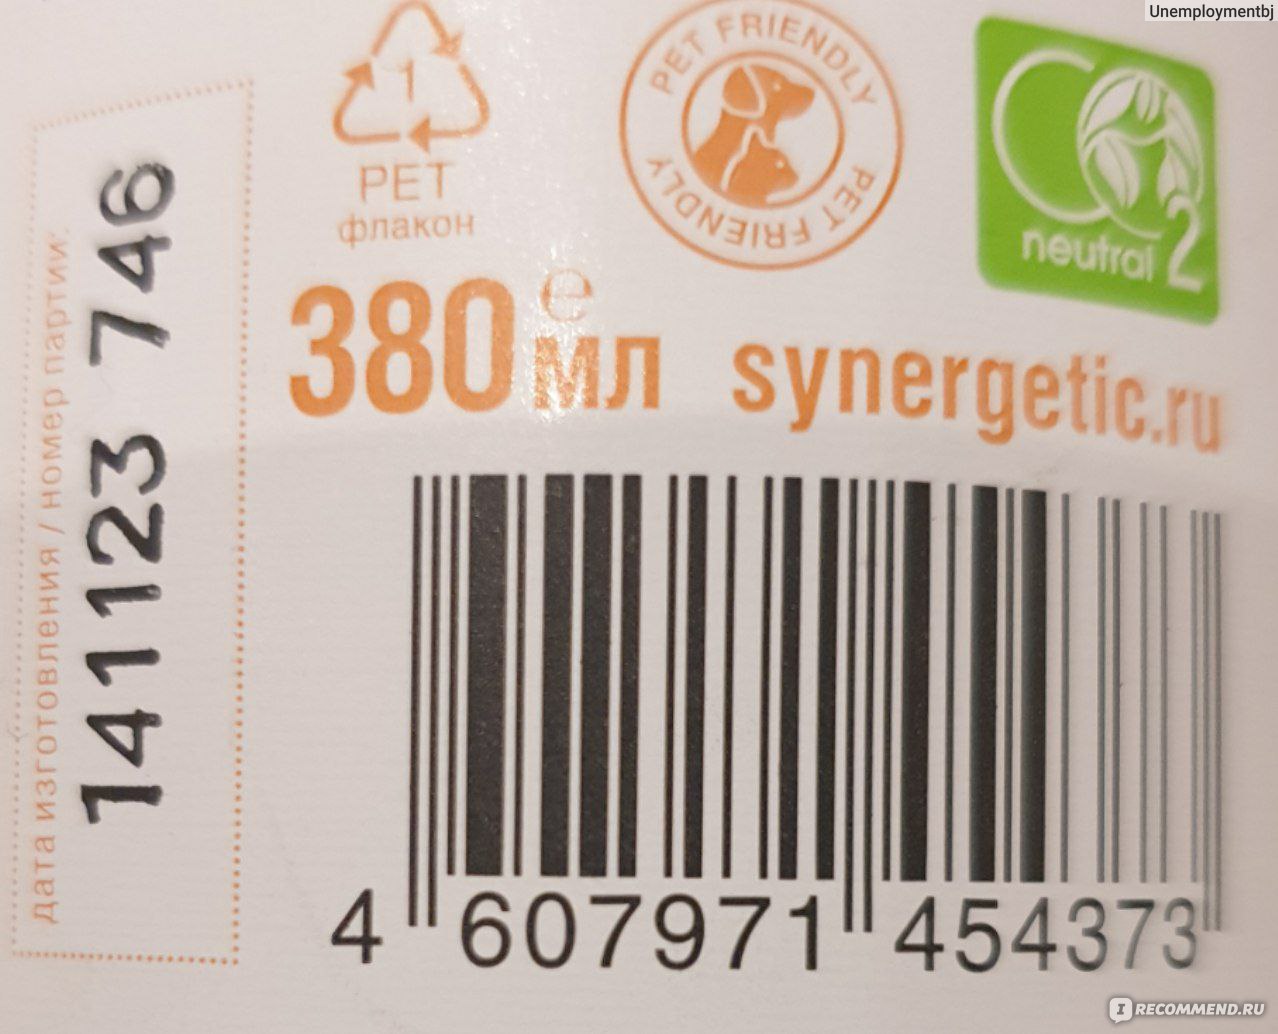 Unemploymentbj
1
PET
флакон
PET FRIENDLY
PET FRIENDLY
CO2
neutral
380 мл e
synergetic.ru
дата изготовления / номер партии:
141123 746
4 607971 454373
IRECOMMEND.RU